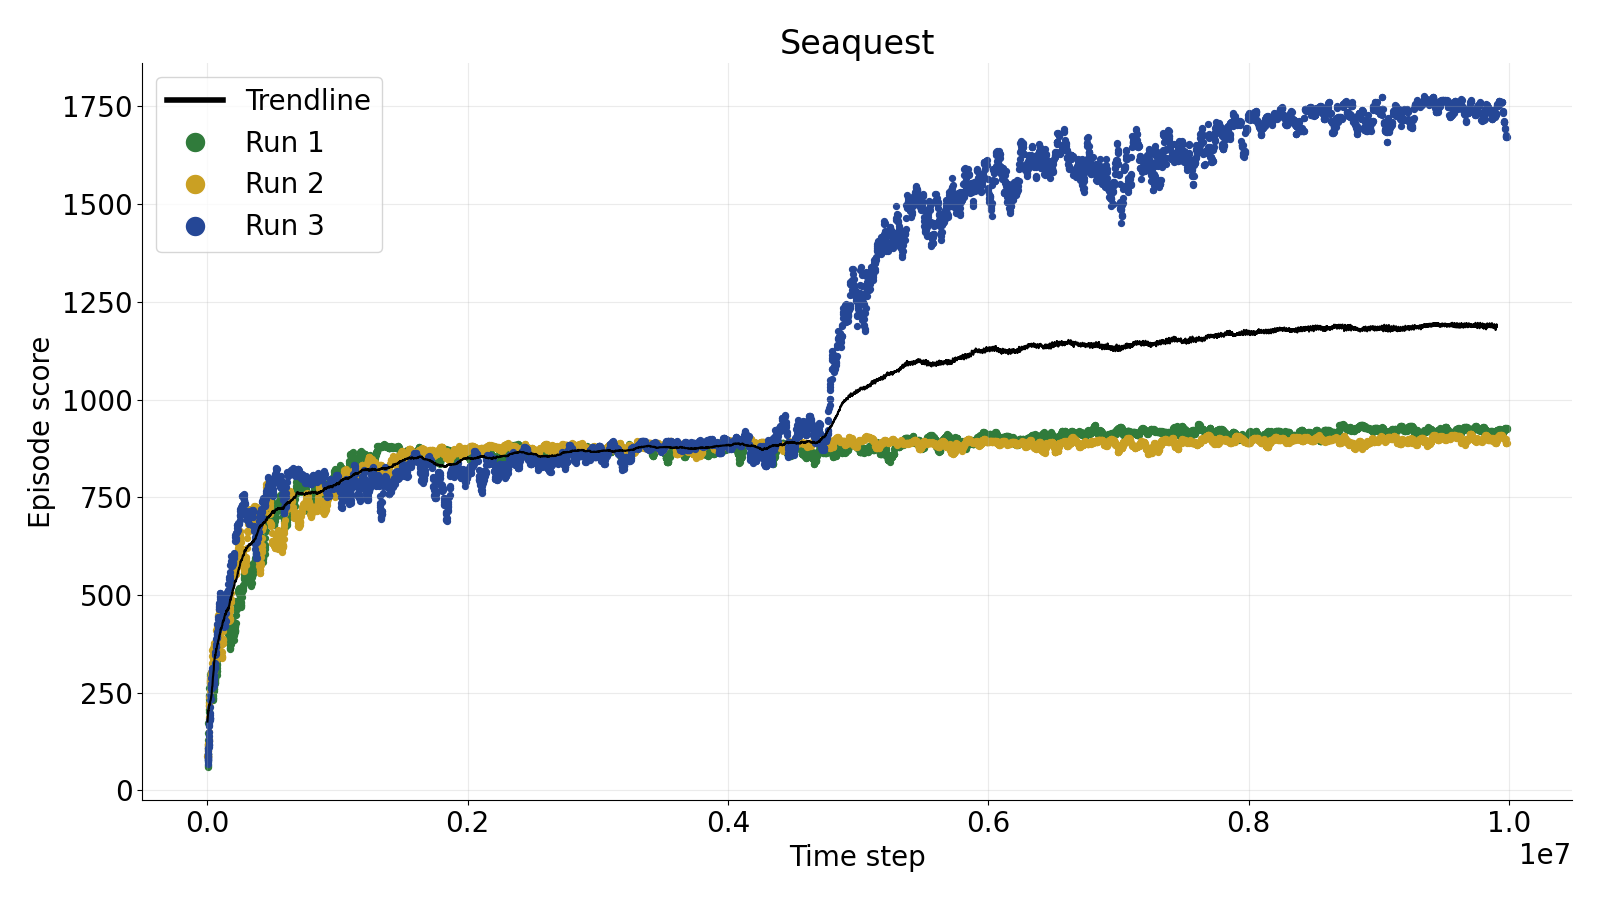 Seaquest
Trendline
Run 1
Run 2
Run 3
Episode score
1750
1500
1250
1000
750
500
250
0
0.0 0.2 0.4 0.6 0.8 1.0
1e7
Time step